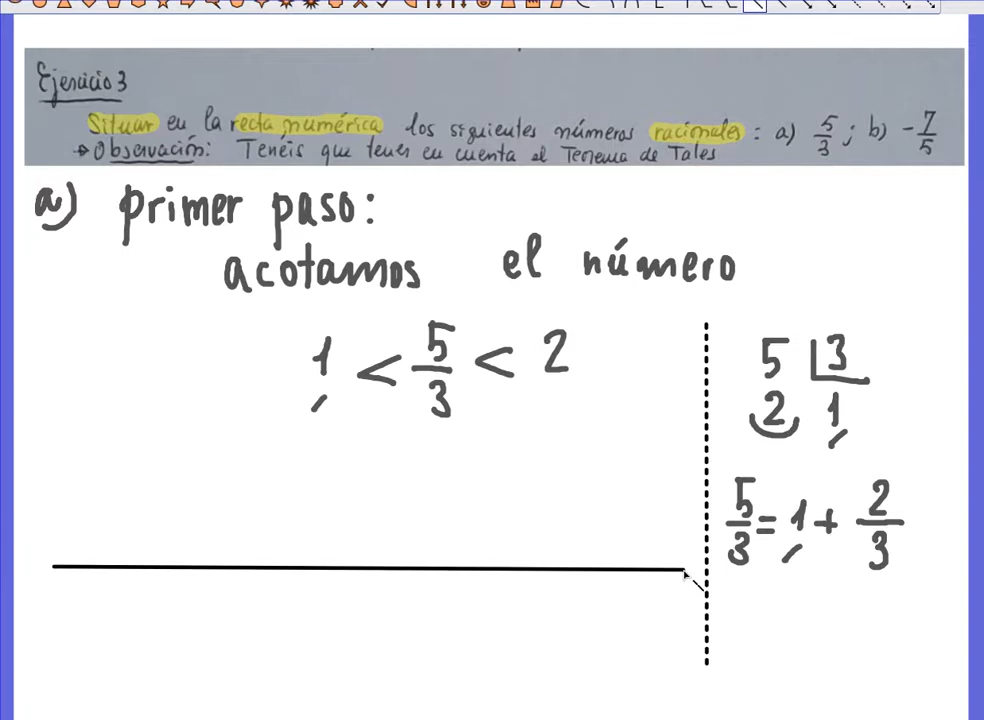 Ejercicio 3
Situar en la recta numérica los siguientes números racionales: a) 5/3 ; b) -7/5
→Observación: Tenéis que tener en cuenta el Teorema de Tales
a) primer paso:
acotamos el número
1 < 5/3 < 2
5 |3
2 1
5/3 = 1 + 2/3